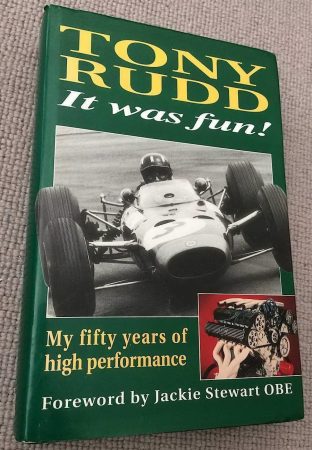 TONY
RUDD
It was fun!
My fifty years of
high performance
Foreword by Jackie Stewart OBE